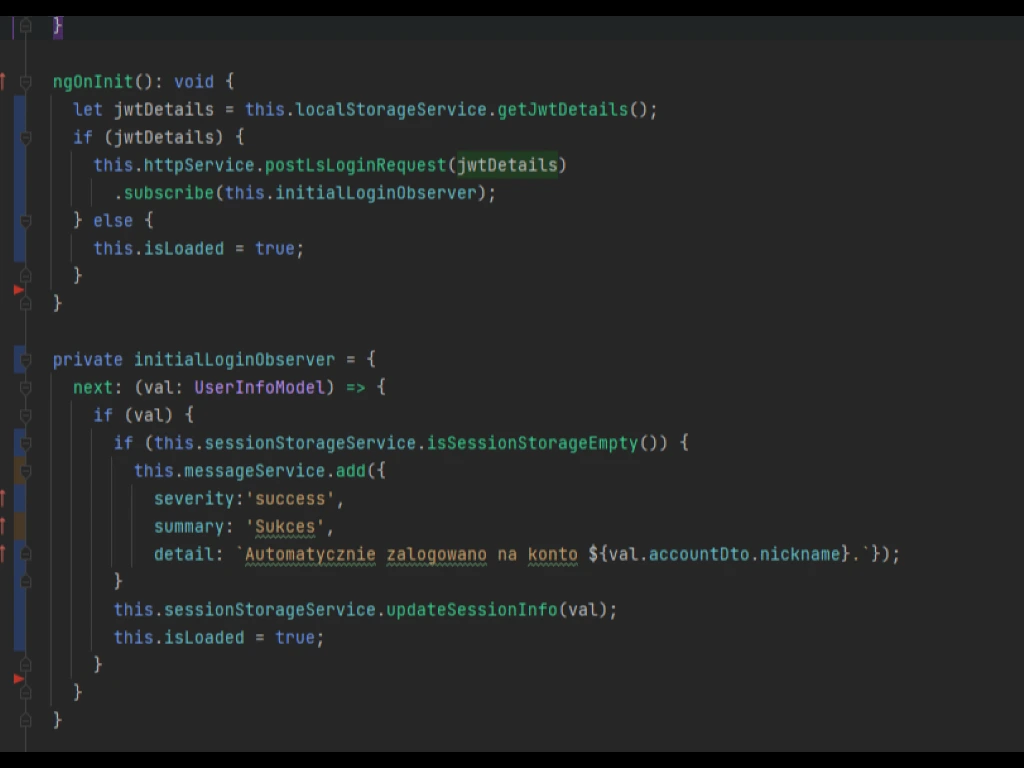 }
ngOnInit(): void {
let jwtDetails = this.localStorageService.getJwtDetails();
if (jwtDetails) {
this.httpService.postLsLoginRequest(jwtDetails)
.subscribe(this.initialLoginObserver);
} else {
this.isLoaded = true;
}
}
private initialLoginObserver = {
next: (val: UserInfoModel) => {
if (val) {
if (this.sessionStorageService.isSessionStorageEmpty()) {
this.messageService.add({
severity:'success',
summary: 'Sukces',
detail: `Automatycznie zalogowano na konto ${val.accountDto.nickname}.`});
}
this.sessionStorageService.updateSessionInfo(val);
this.isLoaded = true;
}
}
}